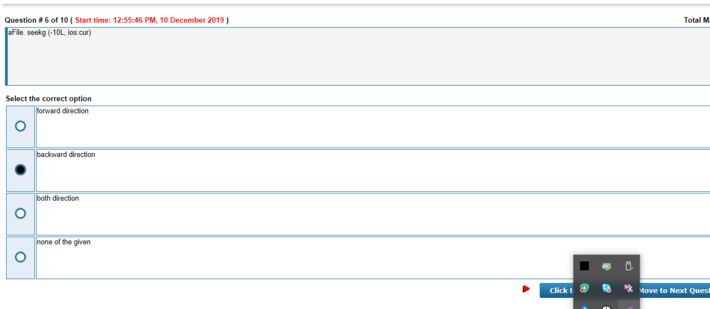 Question # 6 of 10 ( Start time: 12:55:46 PM, 10 December 2019 ) Total M
aFile. seekg (-10L, ios:cur)
Select the correct option
forward direction
backward direction
both direction
none of the given
Click t Move to Next Quest